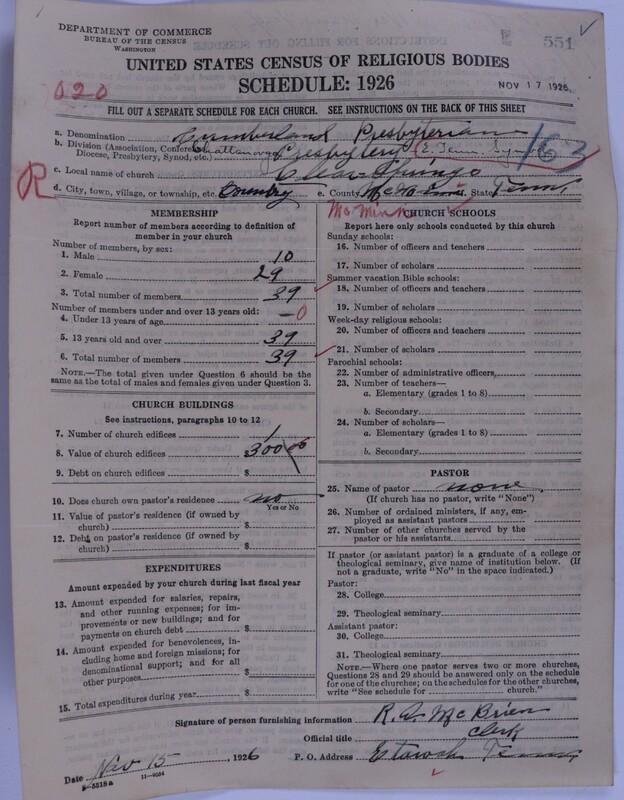 DEPARTMENT OF COMMERCE
BUREAU OF THE CENSUS
WASHINGTON
551
UNITED STATES CENSUS OF RELIGIOUS BODIES
SCHEDULE: 1926
NOV 17 1926
020
FILL OUT A SEPARATE SCHEDULE FOR EACH CHURCH. SEE INSTRUCTIONS ON THE BACK OF THIS SHEET
a. Denomination Cumberland Presbyterian
b. Division (Association, Conference, Diocese, Presbytery, Synod, etc.) Chattanooga Presbytery (E. Tenn. Synod) 163
c. Local name of church Clear Springs
R
d. City, town, village, or township, etc. Country e. County McMinn State Tenn,
McMinn
MEMBERSHIP
Report number of members according to definition of member in your church
Number of members, by sex:
1. Male 10
2. Female 29
3. Total number of members 39
Number of members under and over 13 years old:
4. Under 13 years of age – 0
5. 13 years old and over 39
6. Total number of members 39
NOTE.—The total given under Question 6 should be the same as the total of males and females given under Question 3.
CHURCH BUILDINGS
See instructions, paragraphs 10 to 12
7. Number of church edifices 1
8. Value of church edifices 300 00
9. Debt on church edifices $
10. Does church own pastor's residence no
Yes or No
11. Value of pastor's residence (if owned by church) $
12. Debt on pastor's residence (if owned by church) $
EXPENDITURES
Amount expended by your church during last fiscal year
13. Amount expended for salaries, repairs, and other running expenses; for improvements or new buildings; and for payments on church debt $
14. Amount expended for benevolences, including home and foreign missions; for denominational support; and for all other purposes $
15. Total expenditures during year $
CHURCH SCHOOLS
Report here only schools conducted by this church
Sunday schools:
16. Number of officers and teachers
17. Number of scholars
Summer vacation Bible schools:
18. Number of officers and teachers
19. Number of scholars
Week-day religious schools:
20. Number of officers and teachers
21. Number of scholars
Parochial schools:
22. Number of administrative officers,
23. Number of teachers—
a. Elementary (grades 1 to 8)
b. Secondary
24. Number of scholars—
a. Elementary (grades 1 to 8)
b. Secondary
PASTOR
25. Name of pastor none
(If church has no pastor, write "None")
26. Number of ordained ministers, if any, employed as assistant pastors
27. Number of other churches served by the pastor or his assistants
If pastor (or assistant pastor) is a graduate of a college or theological seminary, give name of institution below. (If not a graduate, write "No" in the space indicated.)
Pastor:
28. College
29. Theological seminary
Assistant pastor:
30. College
31. Theological seminary
NOTE.—Where one pastor serves two or more churches, Questions 28 and 29 should be answered only on the schedule for one of the churches; on the schedules for the other churches, write "See schedule for church."
Signature of person furnishing information R. A. McBrien
Official title clerk
Date Nov 15, 1926 P. O. Address Etowah Tenn,
8-5518a 11-9054